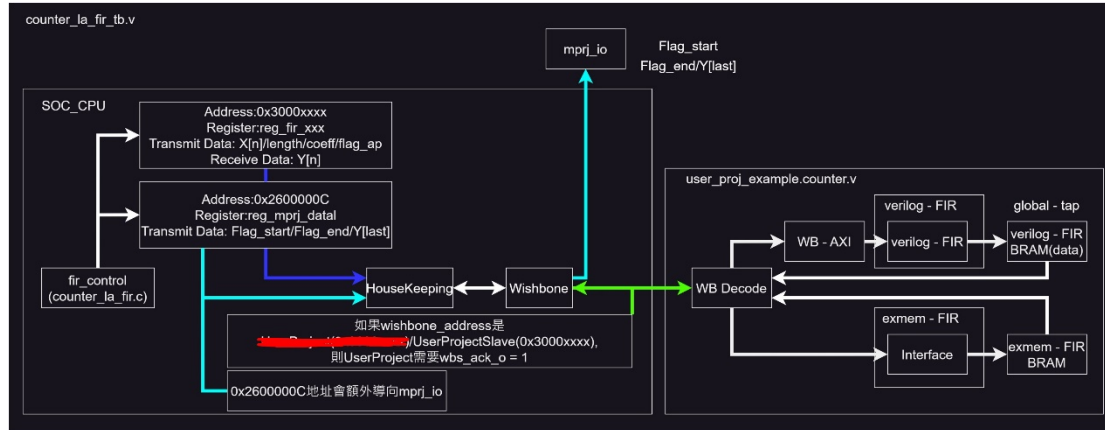 counter_la_fir_tb.v
mprj_io
Flag_start
Flag_end/Y[last]
SOC_CPU
Address:0x3000xxxx
Register:reg_fir_xxx
Transmit Data: X[n]/length/coeff/flag_ap
Receive Data: Y[n]
Address:0x2600000C
Register:reg_mprj_datal
Transmit Data: Flag_start/Flag_end/Y[last]
fir_control
(counter_la_fir.c)
HouseKeeping
Wishbone
如果wishbone_address是
/UserProjectSlave(0x3000xxxx),
則UserProject需要wbs_ack_o = 1
0x2600000C地址會額外導向mprj_io
user_proj_example.counter.v
WB Decode
WB - AXI
verilog - FIR
verilog - FIR
global - tap
verilog - FIR
BRAM(data)
exmem - FIR
Interface
exmem - FIR
BRAM